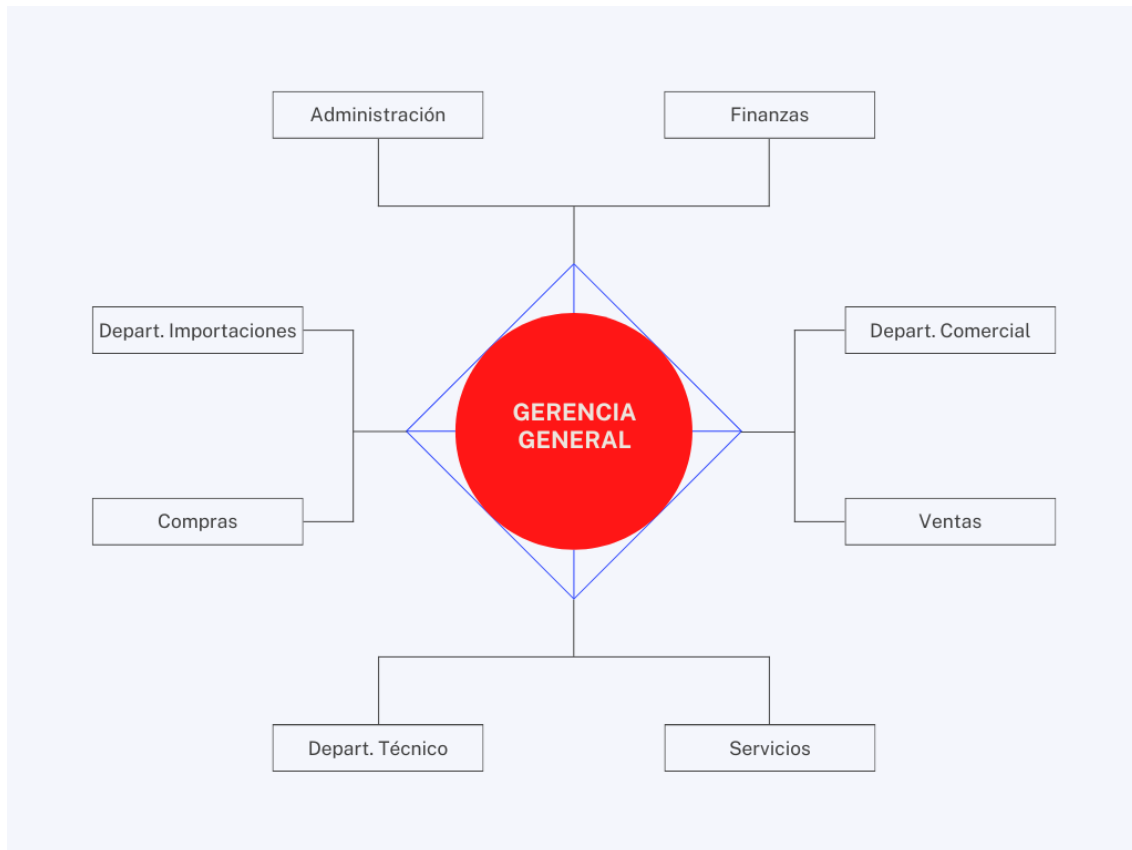 Administración
Finanzas
Depart. Importaciones
Depart. Comercial
GERENCIA
GENERAL
Compras
Ventas
Depart. Técnico
Servicios